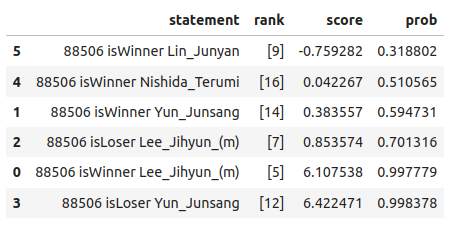 statement rank score prob
5 88506 isWinner Lin_Junyan [9] -0.759282 0.318802
4 88506 isWinner Nishida_Terumi [16] 0.042267 0.510565
1 88506 isWinner Yun_Junsang [14] 0.383557 0.594731
2 88506 isLoser Lee_Jihyun_(m) [7] 0.853574 0.701316
0 88506 isWinner Lee_Jihyun_(m) [5] 6.107538 0.997779
3 88506 isLoser Yun_Junsang [12] 6.422471 0.998378